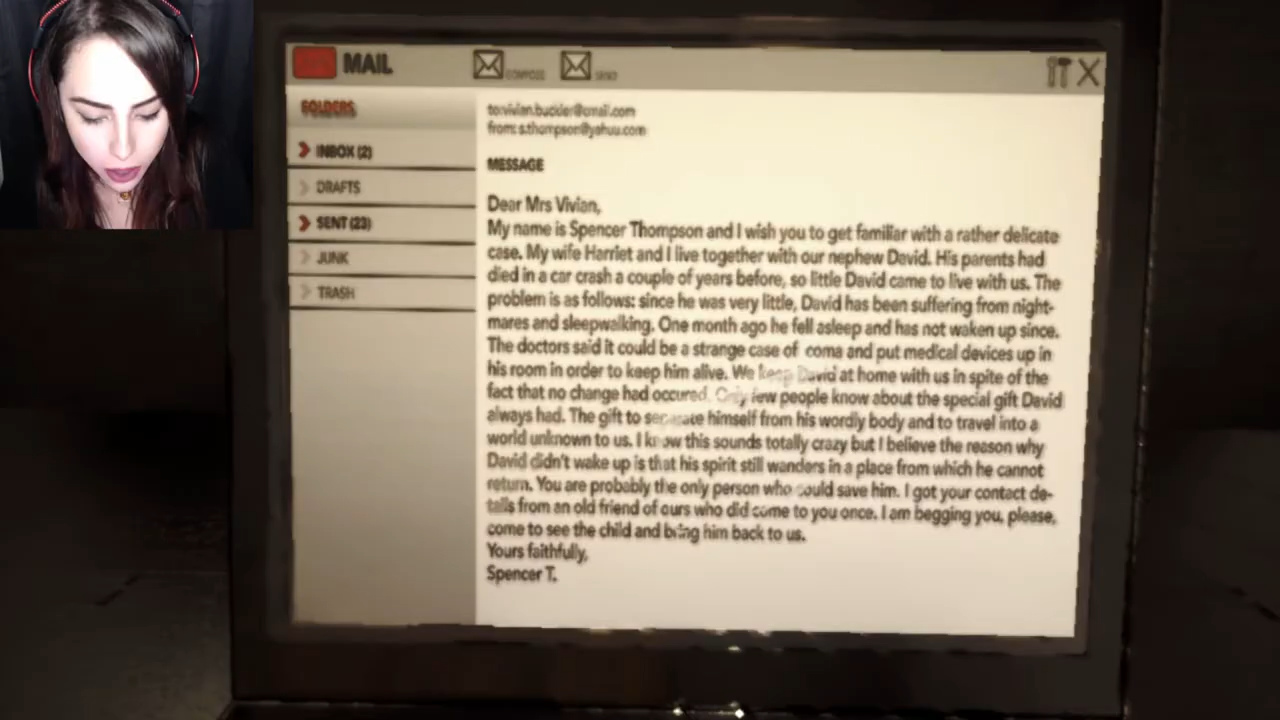 MAIL
COMPOSE
SEND
FOLDERS
INBOX (2)
DRAFTS
SENT (23)
JUNK
TRASH
to:vivian.buckler@cmail.com
from: s.thompson@yahuu.com
MESSAGE
Dear Mrs Vivian,
My name is Spencer Thompson and I wish you to get familiar with a rather delicate
case. My wife Harriet and I live together with our nephew David. His parents had
died in a car crash a couple of years before, so little David came to live with us. The
problem is as follows: since he was very little, David has been suffering from night-
mares and sleepwalking. One month ago he fell asleep and has not waken up since.
The doctors said it could be a strange case of coma and put medical devices up in
his room in order to keep him alive. We keep David at home with us in spite of the
fact that no change had occured. Only few people know about the special gift David
always had. The gift to separate himself from his wordly body and to travel into a
world unknown to us. I know this sounds totally crazy but I believe the reason why
David didn't wake up is that his spirit still wanders in a place from which he cannot
return. You are probably the only person who could save him. I got your contact de-
tails from an old friend of ours who did come to you once. I am begging you, please,
come to see the child and bring him back to us.
Yours faithfully,
Spencer T.